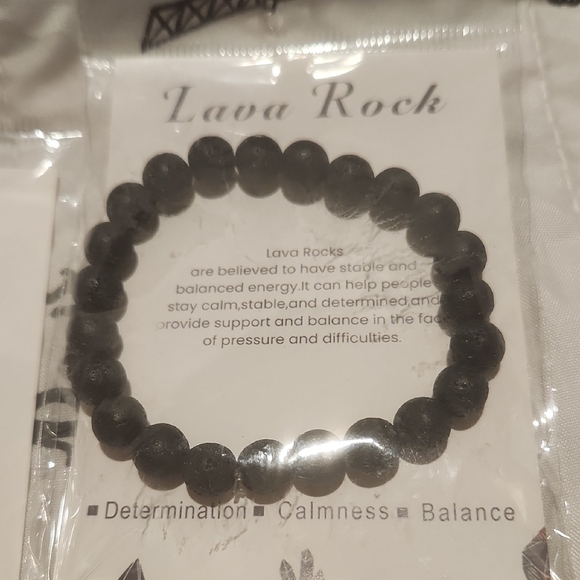 Lava Rock
Lava Rocks
are believed to have stable and
balanced energy.It can help people
stay calm,stable,and determined,and
provide support and balance in the
of pressure and difficulties.
■ Determination ■ Calmness ■ Balance